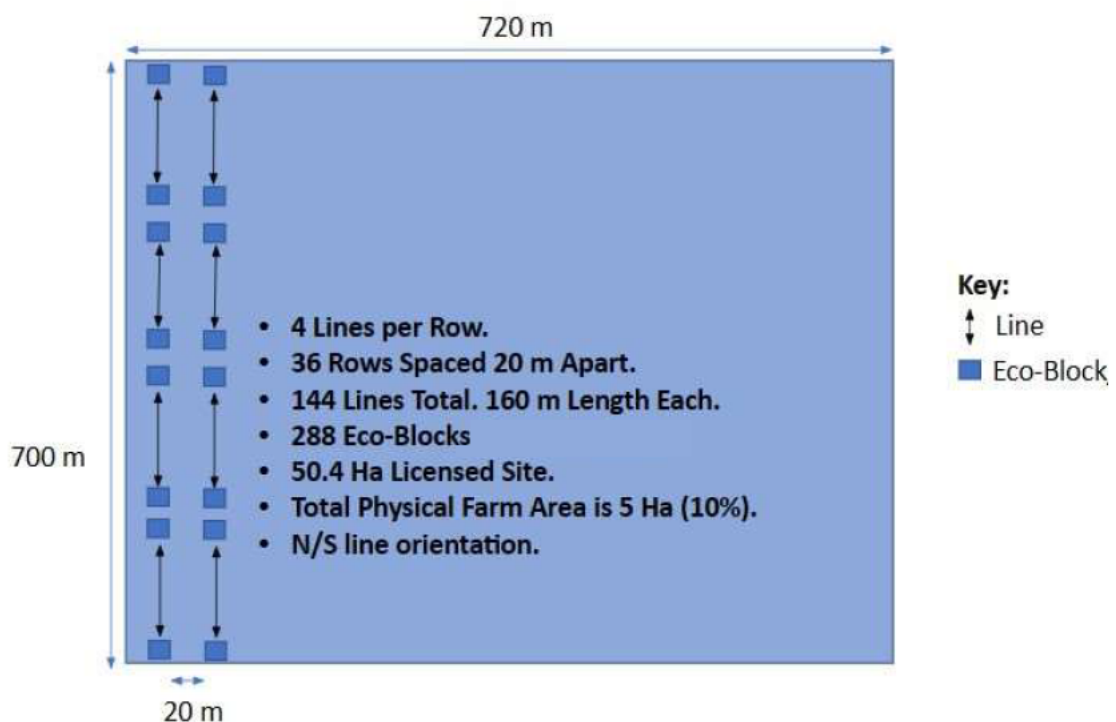 720 m
• 4 Lines per Row.
• 36 Rows Spaced 20 m Apart.
• 144 Lines Total. 160 m Length Each.
• 288 Eco-Blocks
• 50.4 Ha Licensed Site.
• Total Physical Farm Area is 5 Ha (10%).
• N/S line orientation.
700 m
20 m
Key:
Line
Eco-Block